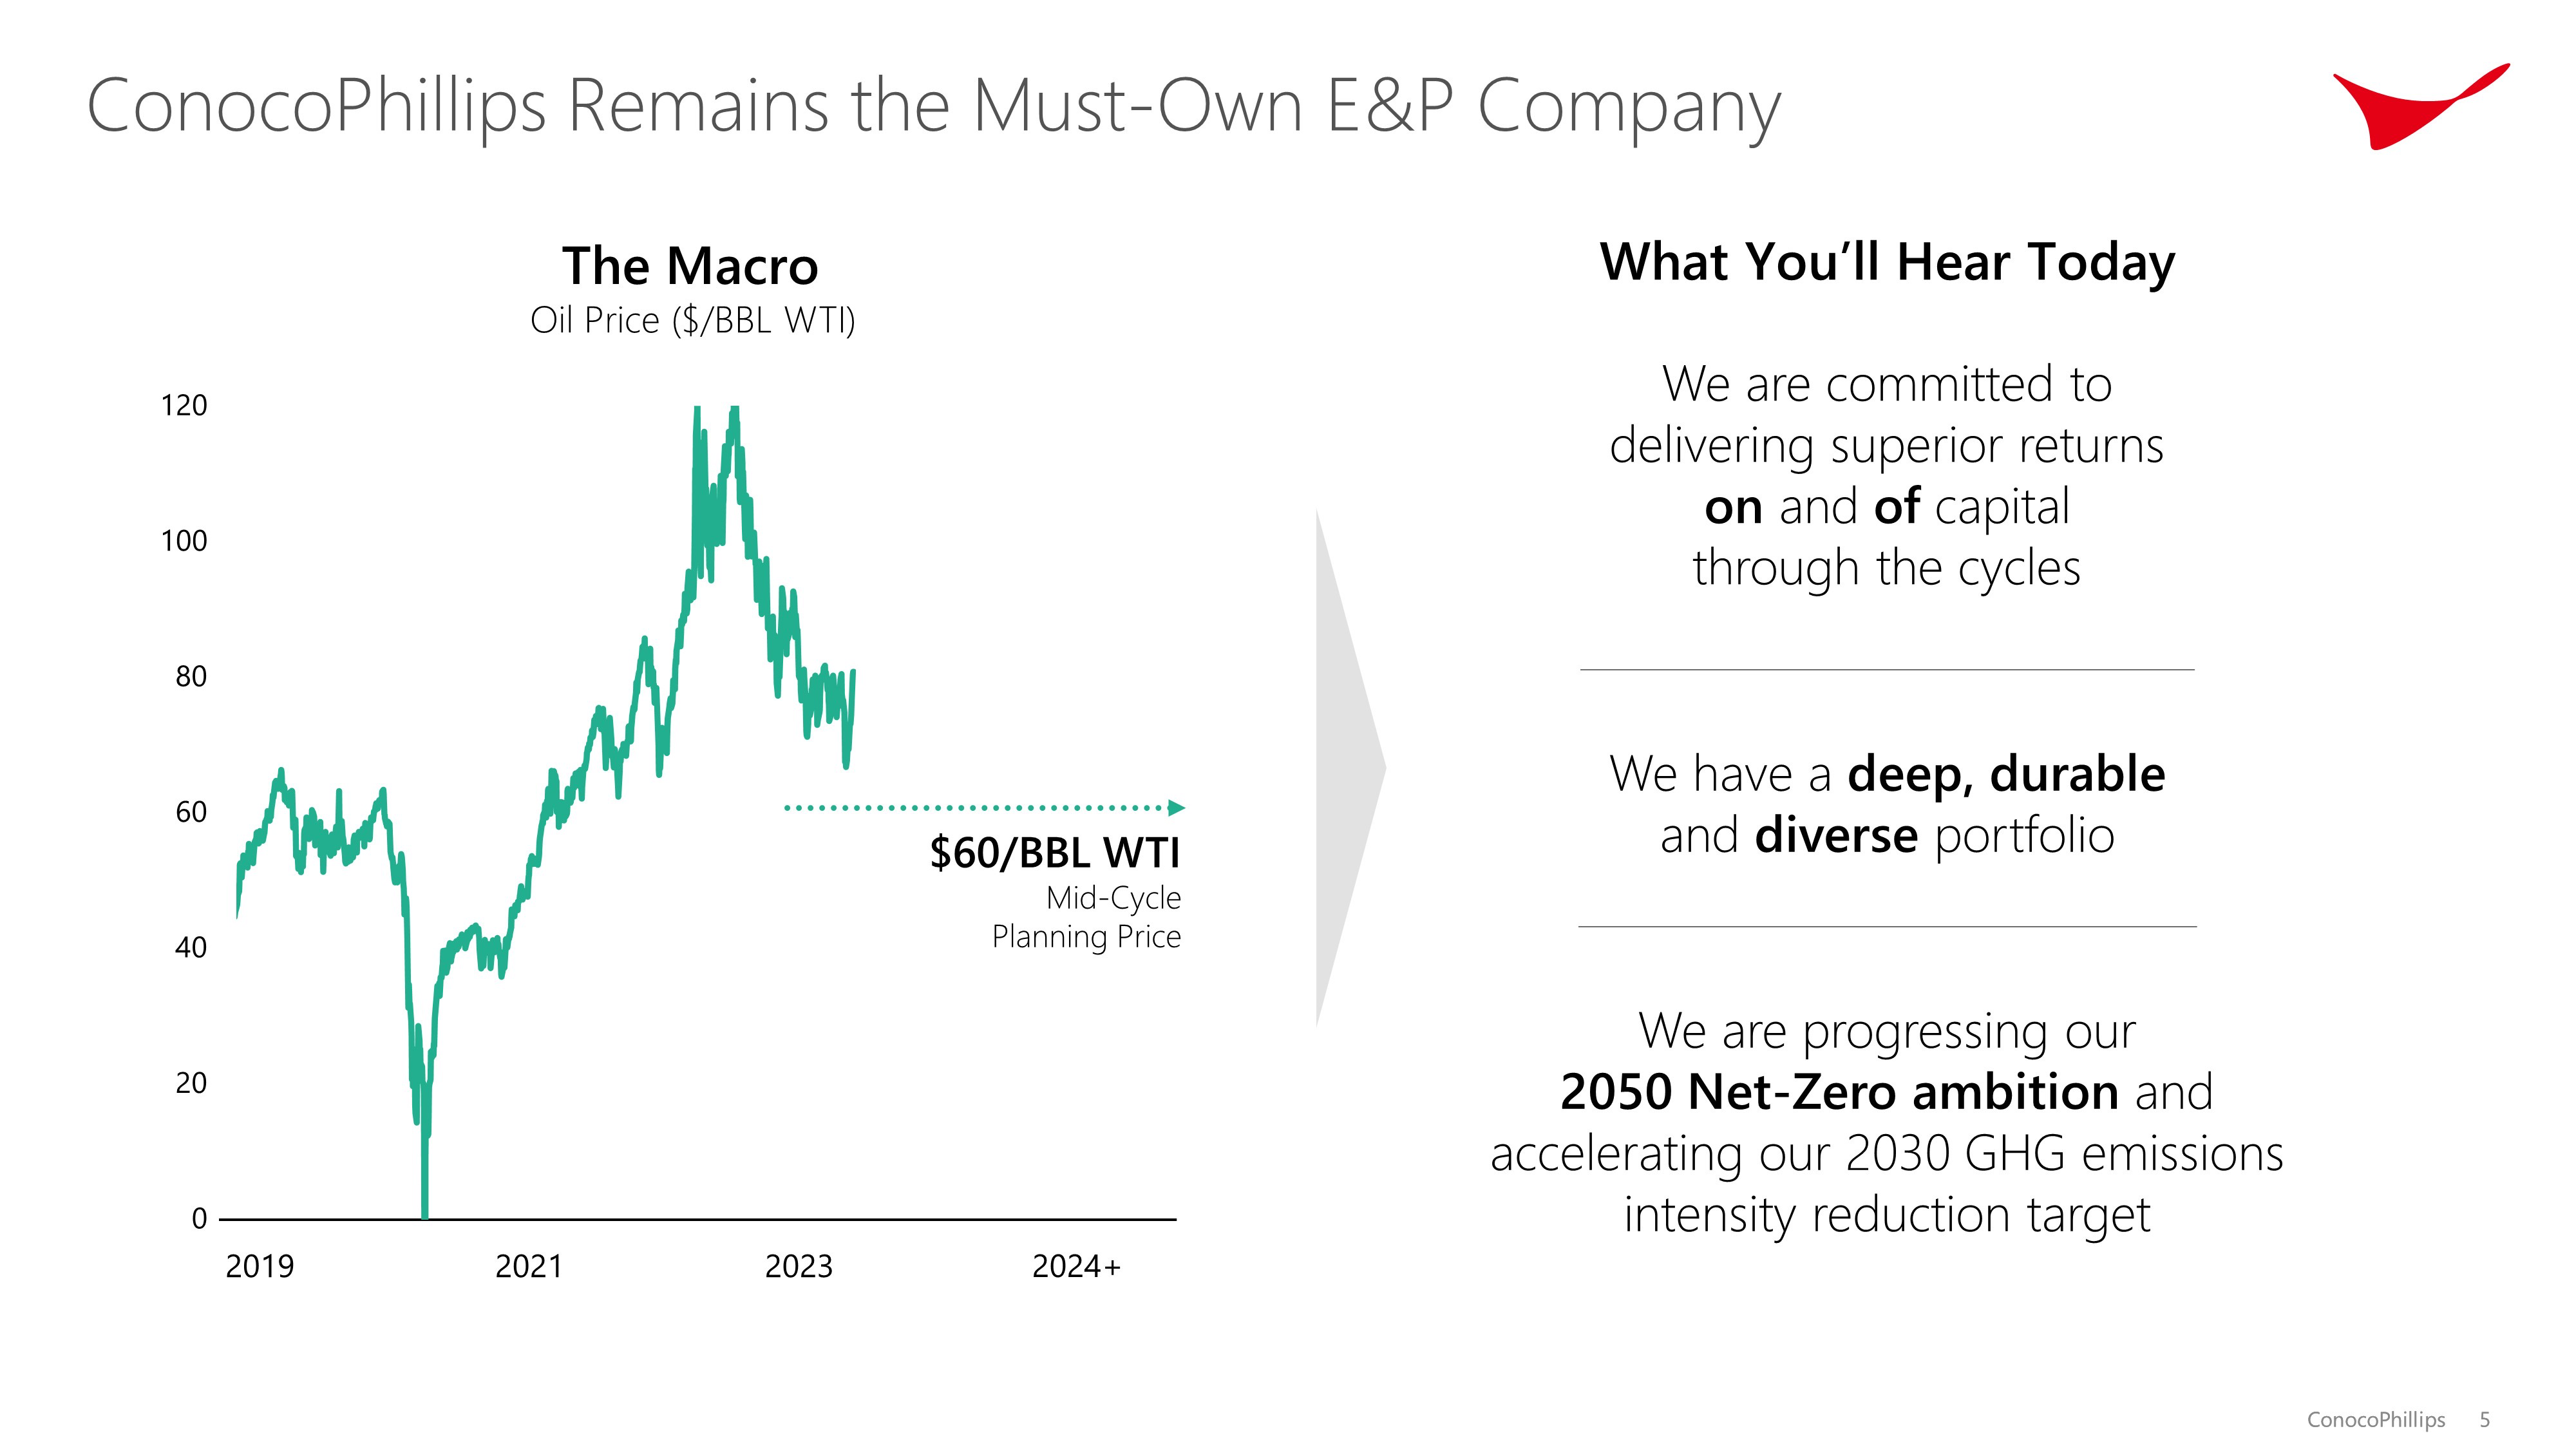 ConocoPhillips Remains the Must-Own E&P Company
The Macro
Oil Price ($/BBL WTI)
120
100
80
60
40
20
0
2019
2021
2023
2024+
$60/BBL WTI
Mid-Cycle
Planning Price
What You’ll Hear Today
We are committed to
delivering superior returns
on and of capital
through the cycles
We have a deep, durable
and diverse portfolio
We are progressing our
2050 Net-Zero ambition and
accelerating our 2030 GHG emissions
intensity reduction target
ConocoPhillips 5